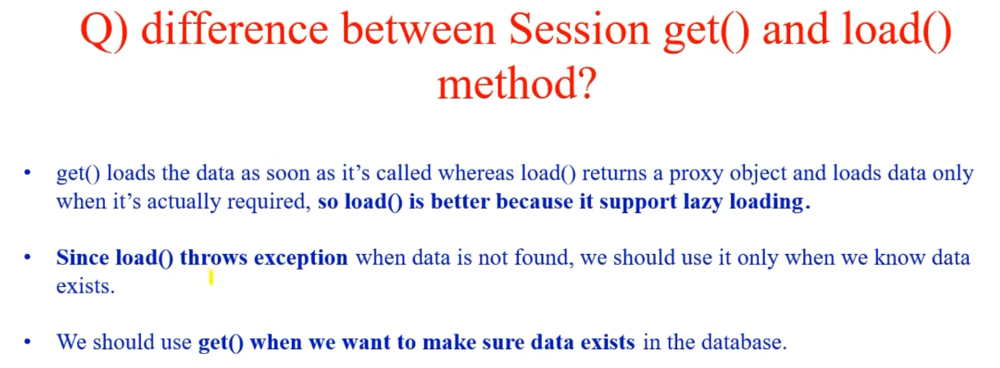 Q) difference between Session get() and load()
method?
• get() loads the data as soon as it’s called whereas load() returns a proxy object and loads data only
when it’s actually required, so load() is better because it support lazy loading.
• Since load() throws exception when data is not found, we should use it only when we know data
exists.
• We should use get() when we want to make sure data exists in the database.